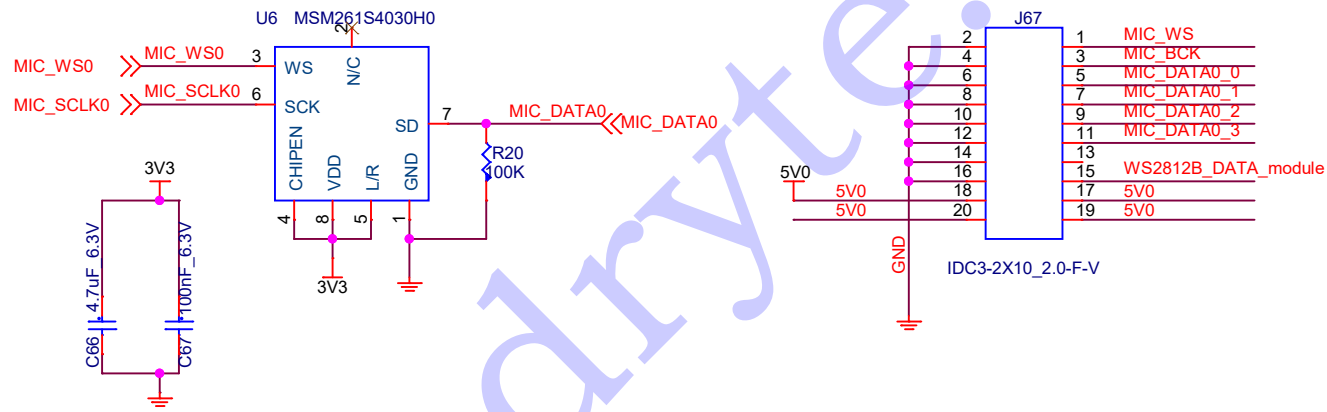 U6 MSM261S4030H0
2
N/C
MIC_WS0
MIC_WS0
3
WS
MIC_SCLK0
MIC_SCLK0
6
SCK
SD
7
MIC_DATA0
MIC_DATA0
R20
100K
CHIPEN
VDD
L/R
GND
4
8
5
1
3V3
3V3
4.7uF_6.3V
100nF_6.3V
C66
C67
J67
2
1
MIC_WS
4
3
MIC_BCK
6
5
MIC_DATA0_0
8
7
MIC_DATA0_1
10
9
MIC_DATA0_2
12
11
MIC_DATA0_3
14
13
16
15
WS2812B_DATA_module
5V0
5V0
18
17
5V0
5V0
20
19
5V0
GND
IDC3-2X10_2.0-F-V
dryte.